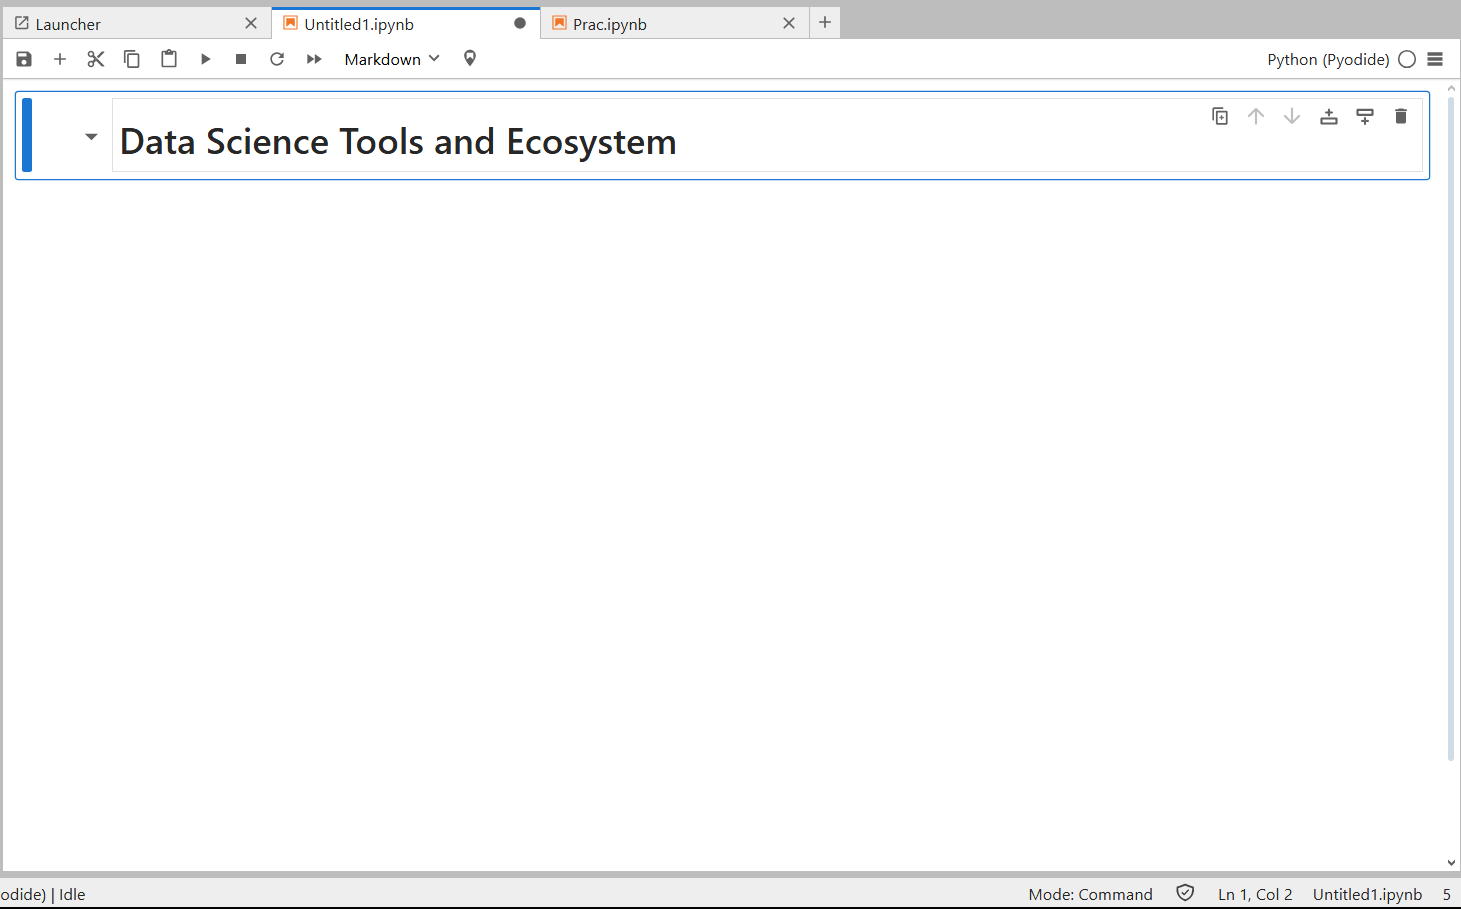 Launcher
Untitled1.ipynb
Prac.ipynb
Markdown
Python (Pyodide)
Data Science Tools and Ecosystem
odide) | Idle
Mode: Command
Ln 1, Col 2
Untitled1.ipynb
5